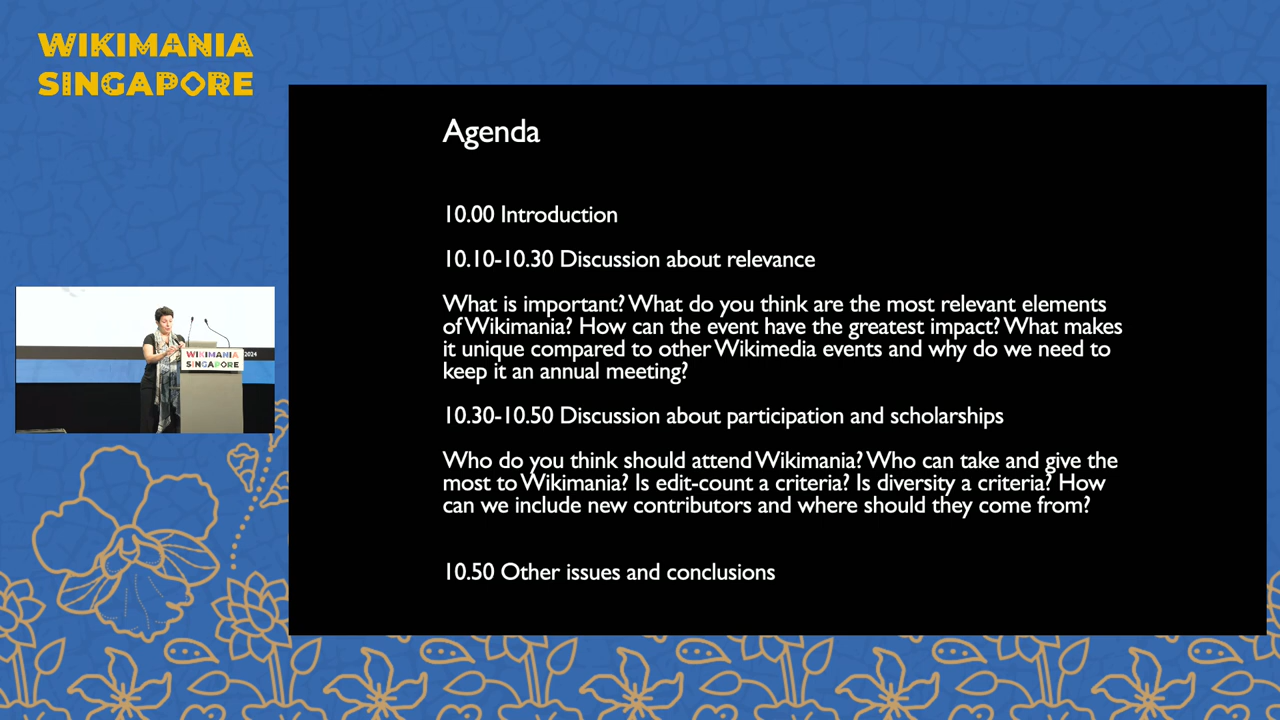 WIKIMANIA
SINGAPORE
Agenda
10.00 Introduction
10.10-10.30 Discussion about relevance
What is important? What do you think are the most relevant elements
of Wikimania? How can the event have the greatest impact? What makes
it unique compared to other Wikimedia events and why do we need to
keep it an annual meeting?
10.30-10.50 Discussion about participation and scholarships
Who do you think should attend Wikimania? Who can take and give the
most to Wikimania? Is edit-count a criteria? Is diversity a criteria? How
can we include new contributors and where should they come from?
10.50 Other issues and conclusions
WIKIMANIA
SINGAPORE
2024